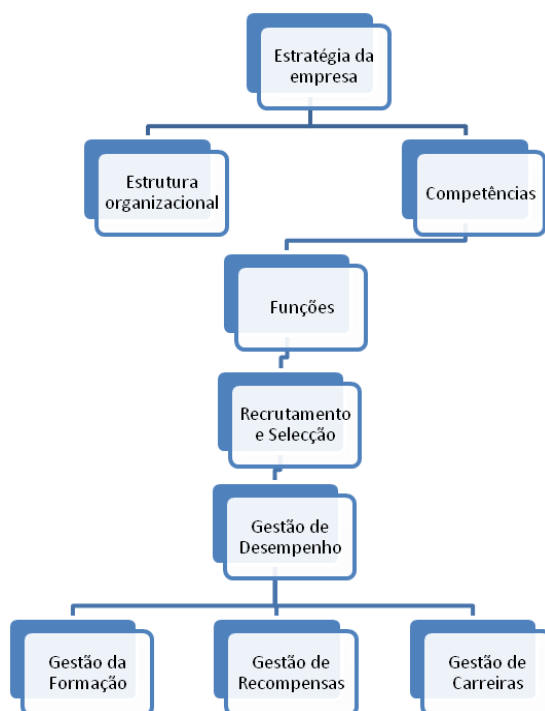 Estratégia da
empresa
Estrutura
organizacional
Competências
Funções
Recrutamento
e Selecção
Gestão de
Desempenho
Gestão da
Formação
Gestão de
Recompensas
Gestão de
Carreiras